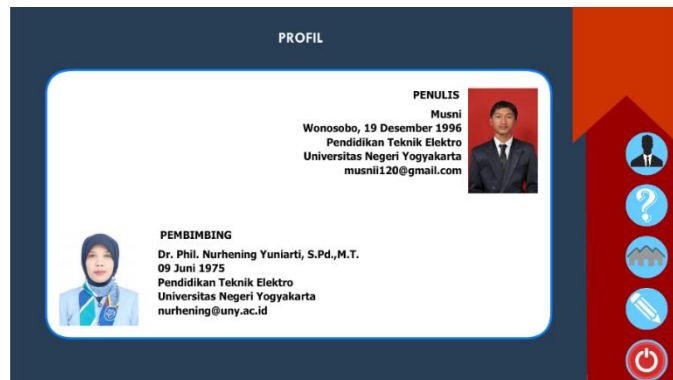 PROFIL
PENULIS
Musni
Wonosobo, 19 Desember 1996
Pendidikan Teknik Elektro
Universitas Negeri Yogyakarta
musnii120@gmail.com
PEMBIMBING
Dr. Phil. Nurhening Yuniarti, S.Pd.,M.T.
09 Juni 1975
Pendidikan Teknik Elektro
Universitas Negeri Yogyakarta
nurhening@uny.ac.id
?